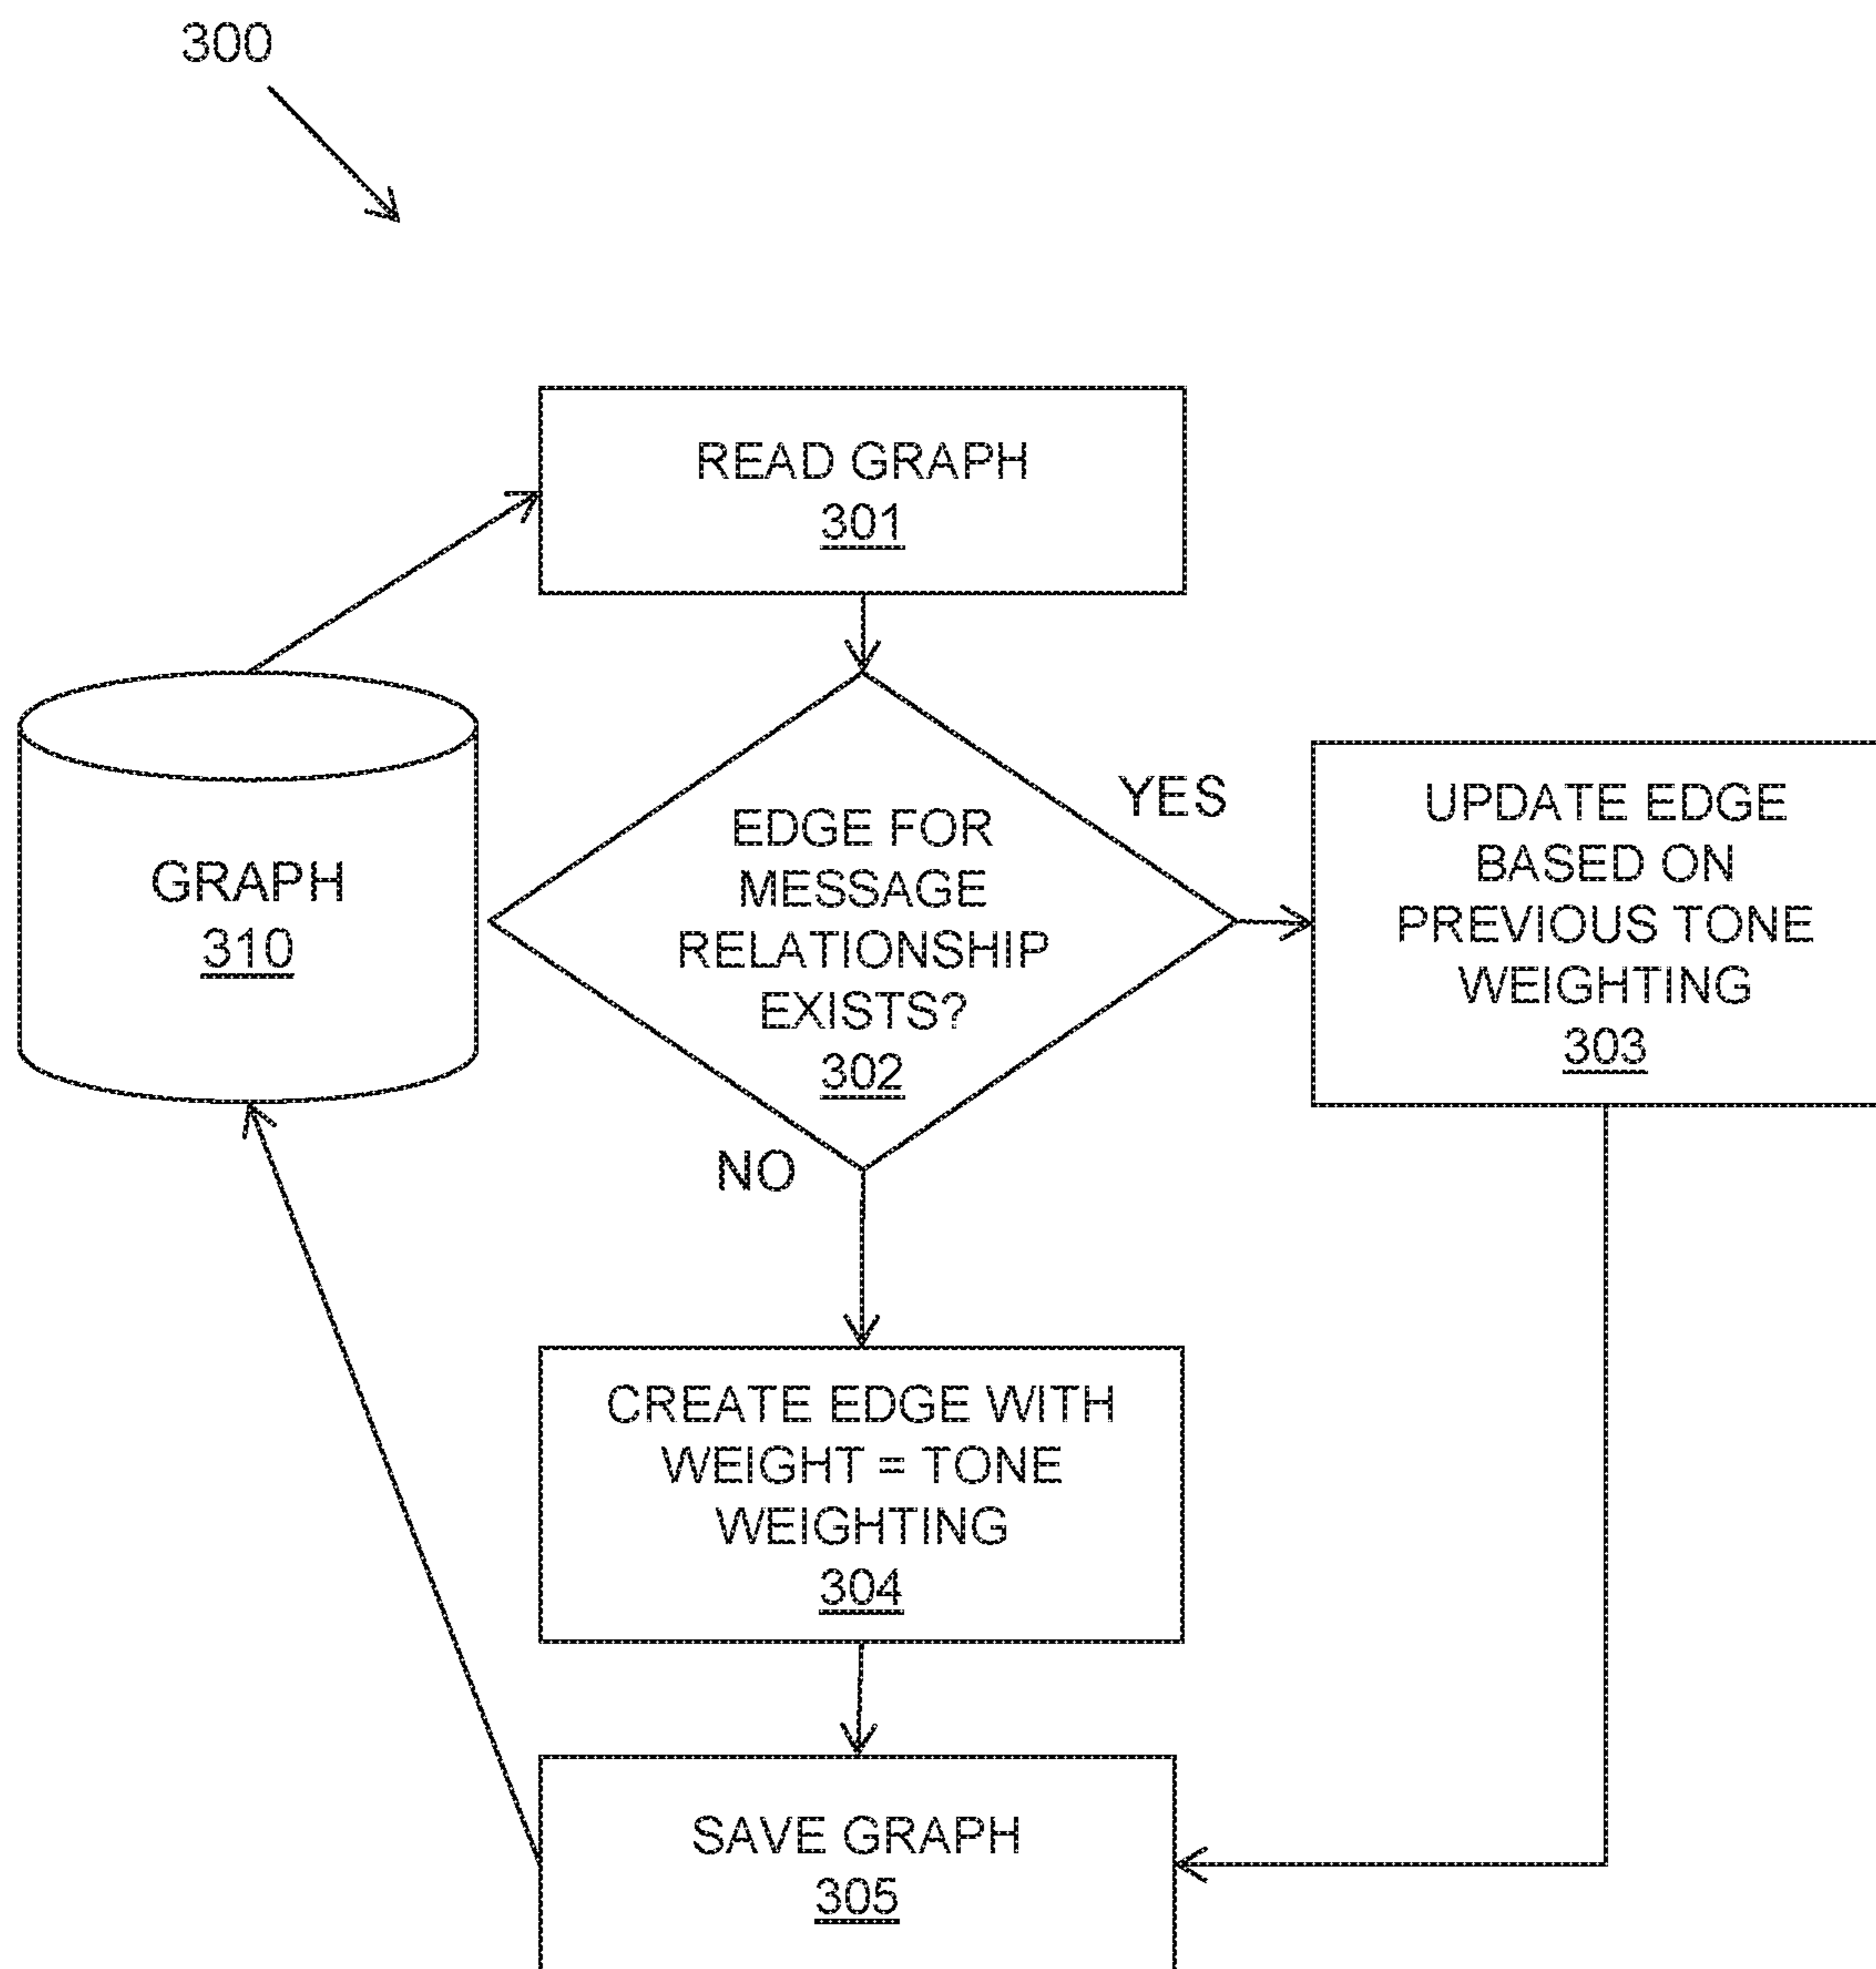 300
READ GRAPH
301
GRAPH
310
EDGE FOR
MESSAGE
RELATIONSHIP
EXISTS?
302
YES
UPDATE EDGE
BASED ON
PREVIOUS TONE
WEIGHTING
303
NO
CREATE EDGE WITH
WEIGHT = TONE
WEIGHTING
304
SAVE GRAPH
305